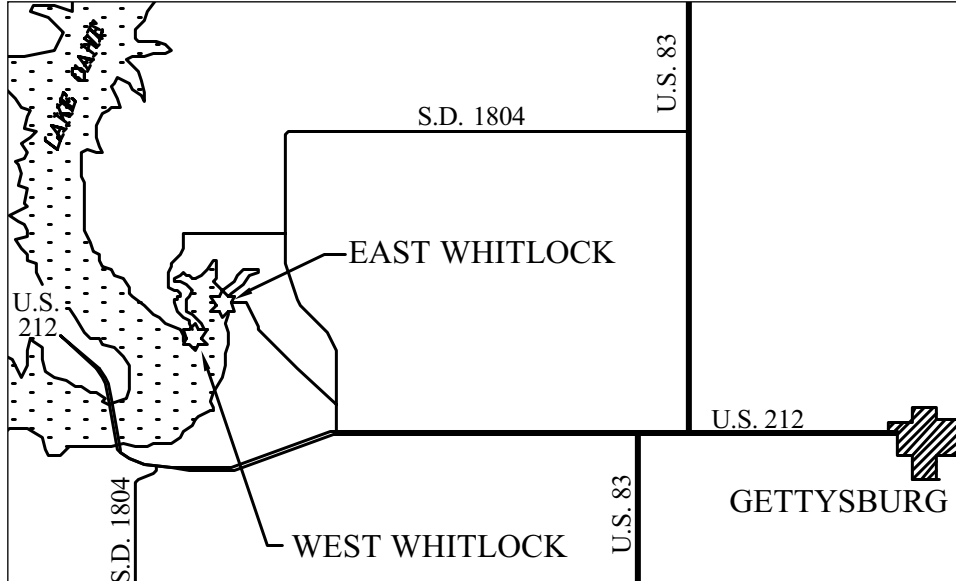 LAKE OAHE
U.S. 83
S.D. 1804
EAST WHITLOCK
U.S.
212
U.S. 212
GETTYSBURG
WEST WHITLOCK
S.D. 1804
U.S. 83